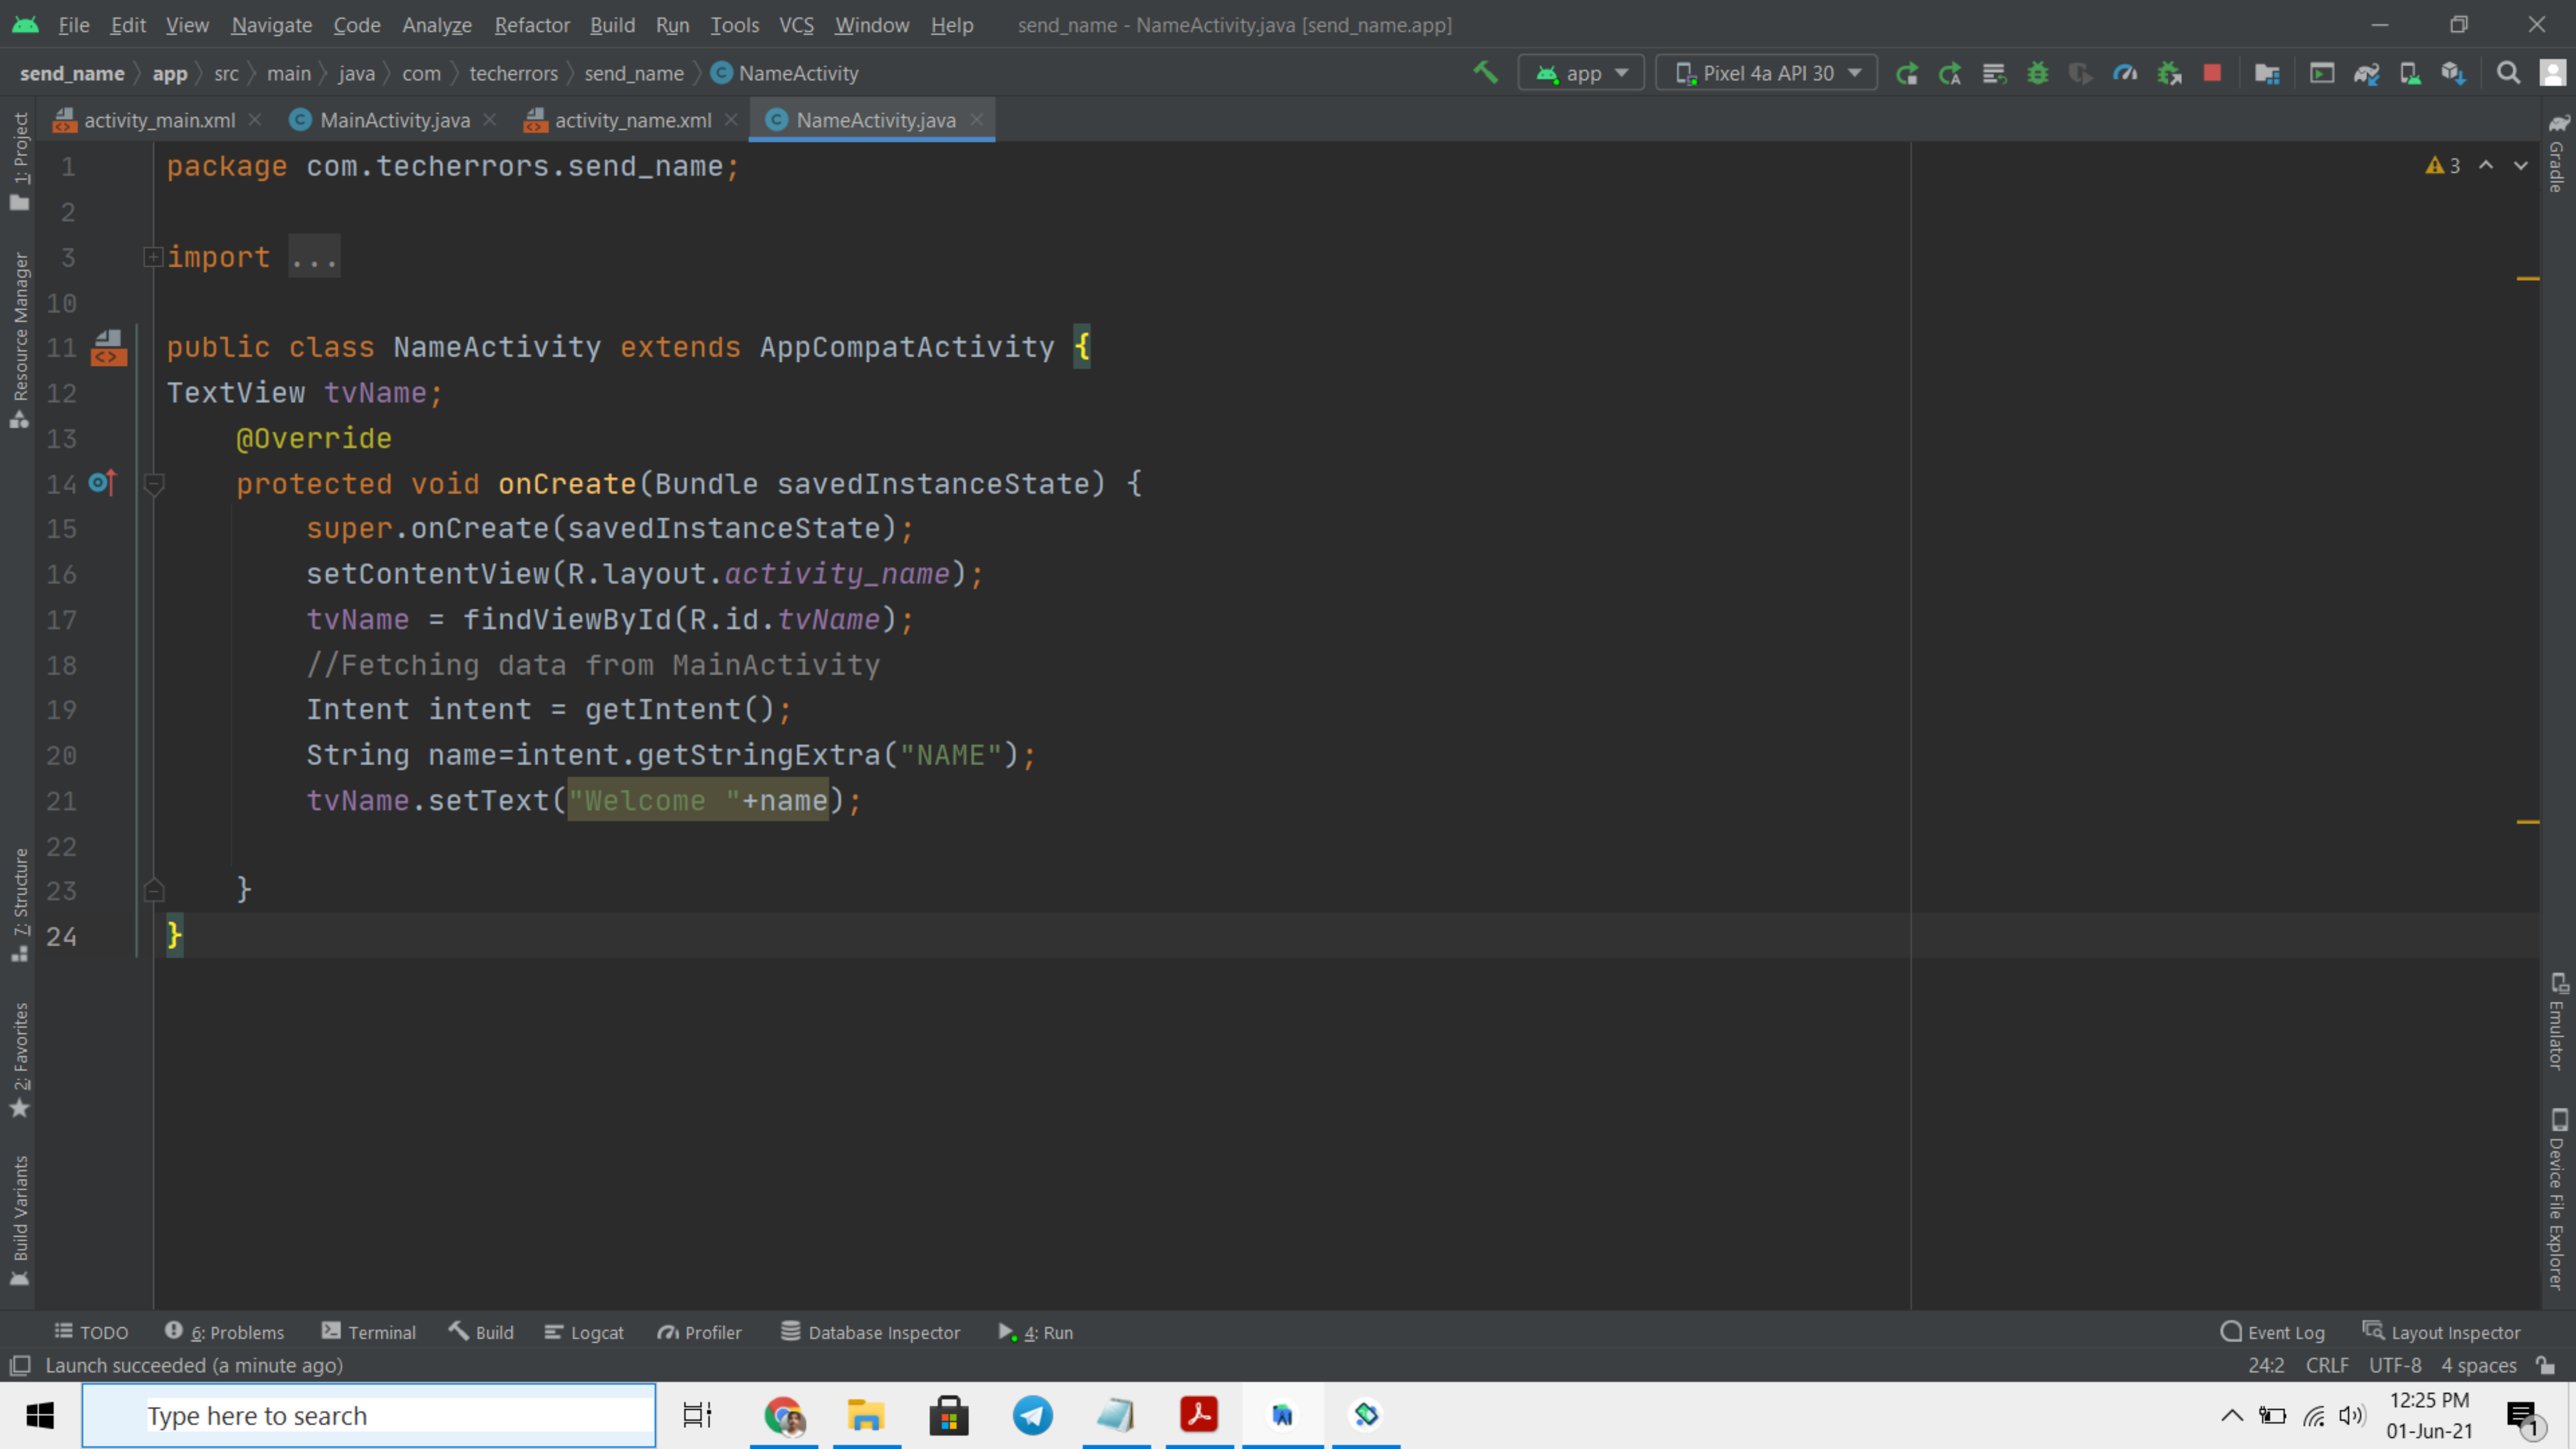 File Edit View Navigate Code Analyze Refactor Build Run Tools VCS Window Help send_name - NameActivity.java [send_name.app]
send_name app src main java com techerrors send_name NameActivity app Pixel 4a API 30
activity_main.xml MainActivity.java activity_name.xml NameActivity.java
1 package com.techerrors.send_name; 3
2
3 import ...
10
11 public class NameActivity extends AppCompatActivity {
12 TextView tvName;
13 @Override
14 protected void onCreate(Bundle savedInstanceState) {
15 super.onCreate(savedInstanceState);
16 setContentView(R.layout.activity_name);
17 tvName = findViewById(R.id.tvName);
18 //Fetching data from MainActivity
19 Intent intent = getIntent();
20 String name=intent.getStringExtra("NAME");
21 tvName.setText("Welcome "+name);
22
23 }
24 }
1: Project
Resource Manager
7: Structure
2: Favorites
Build Variants
Gradle
Emulator
Device File Explorer
TODO 6: Problems Terminal Build Logcat Profiler Database Inspector 4: Run Event Log Layout Inspector
Launch succeeded (a minute ago) 24:2 CRLF UTF-8 4 spaces
Type here to search
12:25 PM
01-Jun-21
1